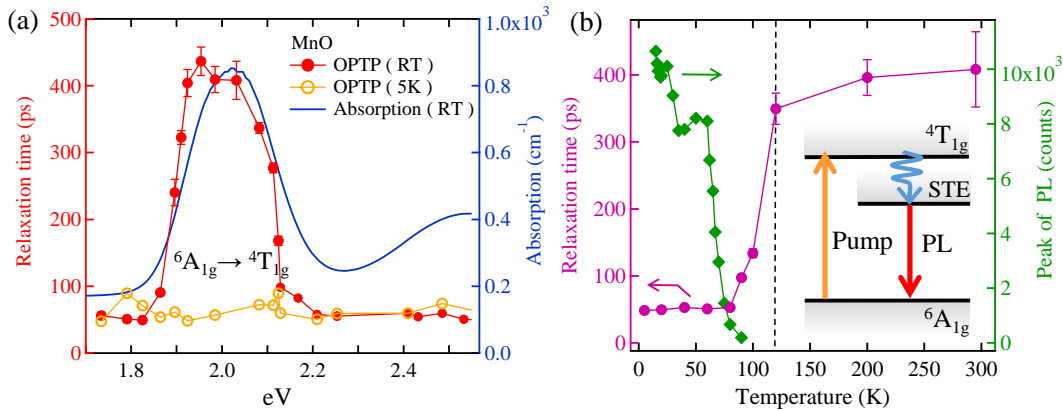 (a)
MnO
OPTP ( RT )
OPTP ( 5K )
Absorption ( RT )
⁶A₁g → ⁴T₁g
Relaxation time (ps)
500
400
300
200
100
0
1.8
2.0
2.2
2.4
eV
1.0x10³
0.8
0.6
0.4
0.2
0.0
Absorption (cm⁻¹)
(b)
Relaxation time (ps)
400
300
200
100
0
0
50
100
150
200
250
300
Temperature (K)
10x10³
8
6
4
2
0
Peak of PL (counts)
⁴T₁g
STE
Pump
PL
⁶A₁g